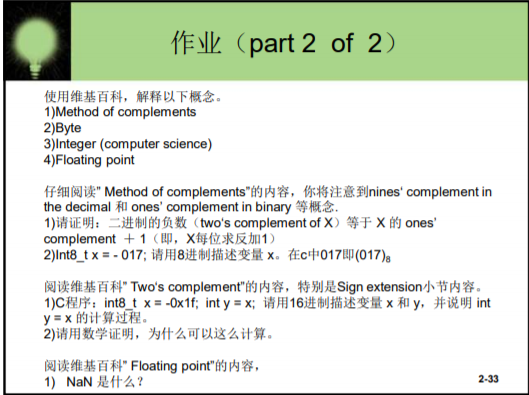 作业（part 2 of 2）
使用维基百科，解释以下概念。
1)Method of complements
2)Byte
3)Integer (computer science)
4)Floating point
仔细阅读" Method of complements"的内容，你将注意到nines' complement in
the decimal 和 ones' complement in binary 等概念.
1)请证明：二进制的负数（two's complement of X）等于 X 的 ones'
complement ＋ 1（即，X每位求反加1）
2)Int8_t x = - 017; 请用8进制描述变量 x。在c中017即(017)₈
阅读维基百科" Two's complement"的内容，特别是Sign extension小节内容。
1)C程序：int8_t x = -0x1f; int y = x; 请用16进制描述变量 x 和 y，并说明 int
y = x 的计算过程。
2)请用数学证明，为什么可以这么计算。
阅读维基百科" Floating point"的内容，
1) NaN 是什么？
2-33